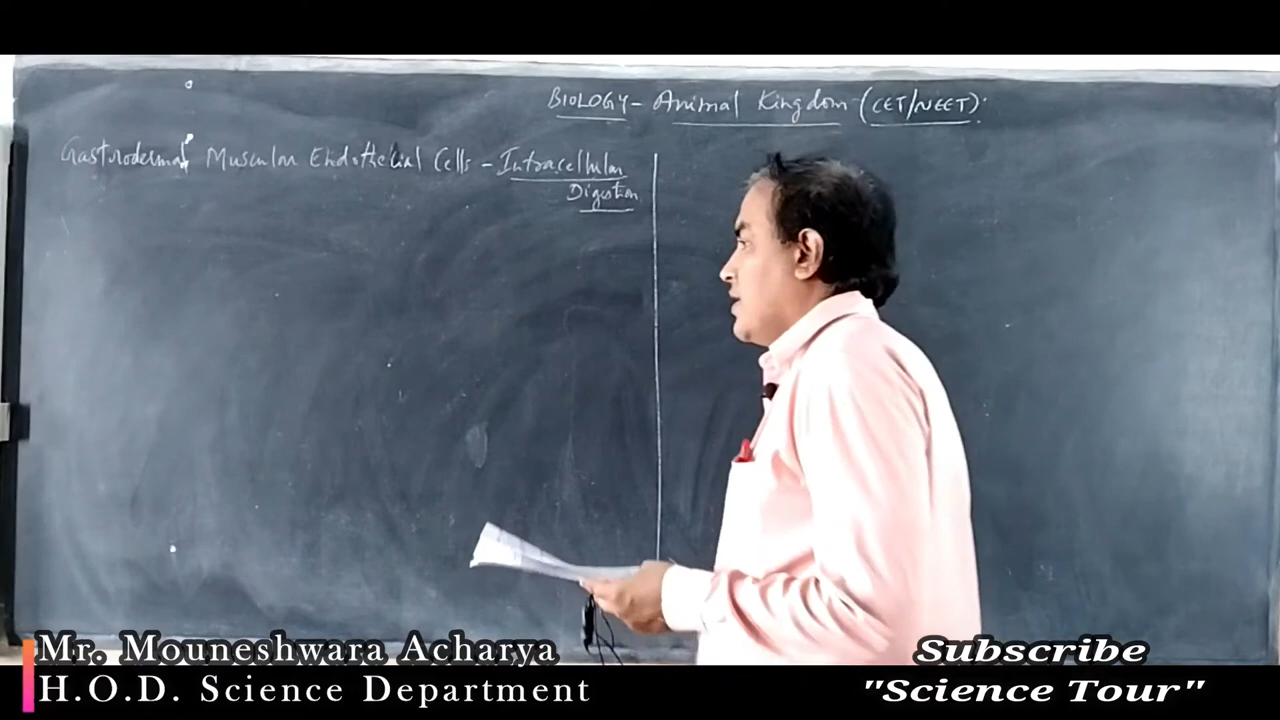 BIOLOGY - Animal Kingdom (CET/NEET).
Gastrodermal Muscular Endothelial Cells - Intracellular
Digestion
Mr. Mouneshwara Acharya
H.O.D. Science Department
Subscribe
"Science Tour"